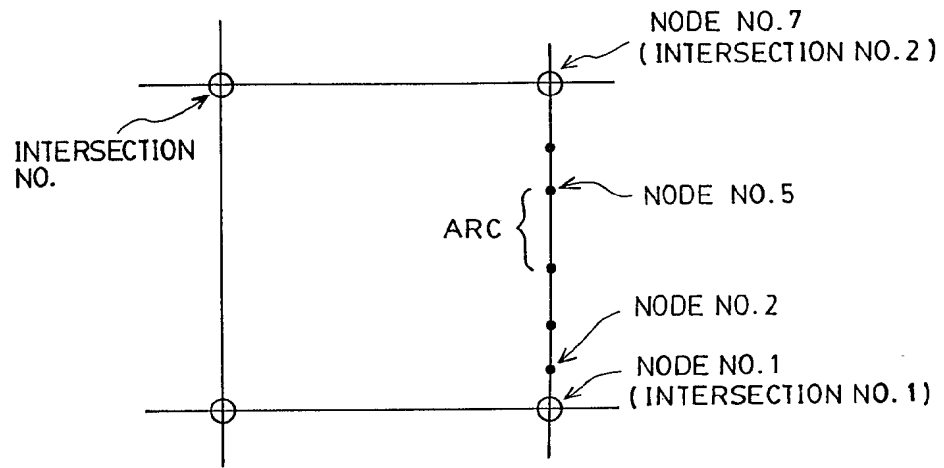 NODE NO.7
(INTERSECTION NO.2)
INTERSECTION
NO.
NODE NO.5
ARC
NODE NO.2
NODE NO.1
(INTERSECTION NO.1)